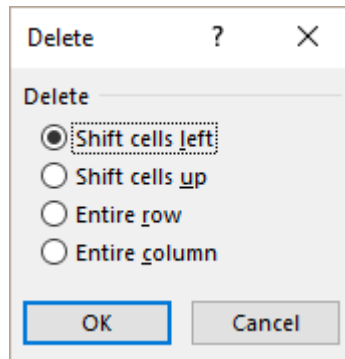 Delete ?
Delete
Shift cells left
Shift cells up
Entire row
Entire column
OK Cancel